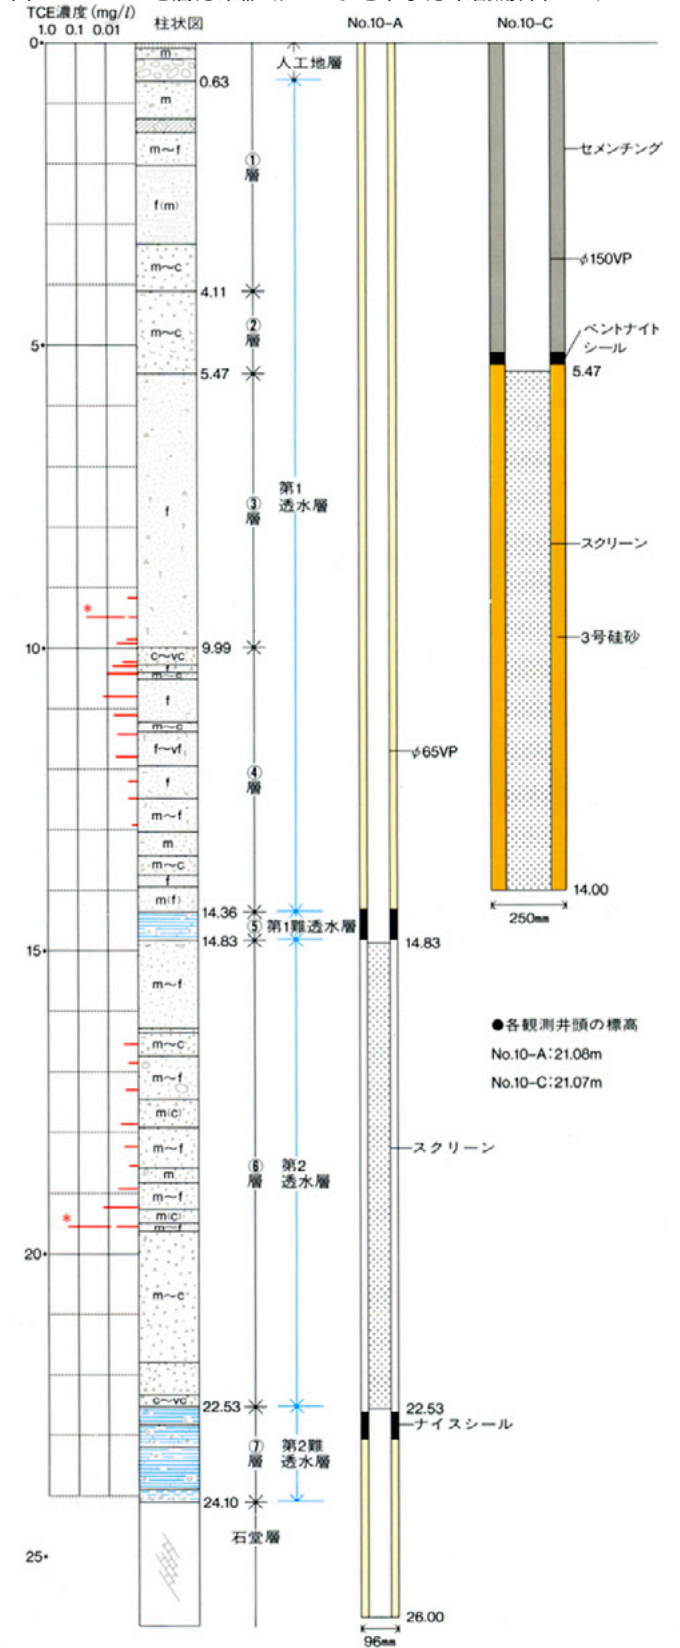 TCE濃度(mg/l)
1.0 0.1 0.01
柱状図
No.10-A
No.10-C
0
m
人工地層
0.63
m
m～f
①
層
セメンチング
f(m)
m～c
φ150VP
4.11
m～c
②
層
ベントナイト
シール
5
5.47
5.47
f
③
層
第1
透水層
スクリーン
*
3号硅砂
10
9.99
c～vc
f
m～c
f
m～c
f～vf
φ65VP
④
層
f
m～f
m
m～c
f
m(f)
14.00
14.36
250mm
⑤
第1難透水層
14.83
14.83
15
m～f
●各観測井頭の標高
m～c
No.10-A:21.08m
m～f
No.10-C:21.07m
m(c)
m～f
スクリーン
m
⑥
層
第2
透水層
m～f
*
m(c)
m～f
20
m～c
c～vc
22.53
22.53
ナイスシール
⑦
層
第2難
透水層
24.10
石堂層
25
26.00
96mm